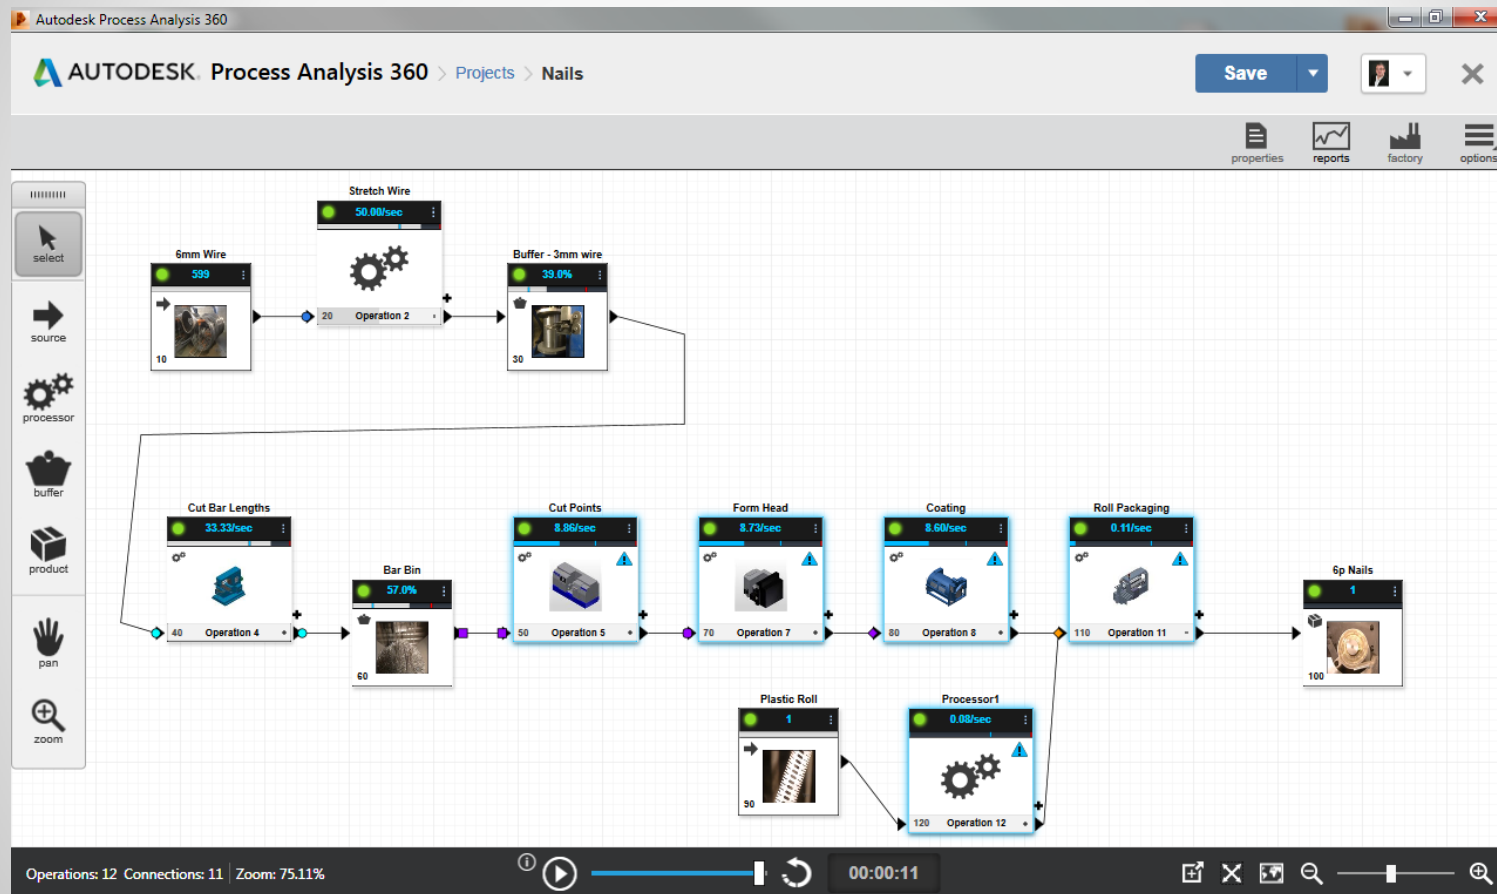 Autodesk Process Analysis 360
AUTODESK. Process Analysis 360 > Projects > Nails
Save
properties
reports
factory
options
select
source
processor
buffer
product
pan
zoom
Stretch Wire
50.00/sec
20 Operation 2
6mm Wire
599
10
Buffer - 3mm wire
39.0%
30
Cut Bar Lengths
33.33/sec
40 Operation 4
Bar Bin
57.0%
60
Cut Points
8.86/sec
50 Operation 5
Form Head
8.73/sec
70 Operation 7
Coating
8.60/sec
80 Operation 8
Roll Packaging
0.11/sec
110 Operation 11
6p Nails
1
100
Plastic Roll
1
90
Processor1
0.08/sec
120 Operation 12
Operations: 12 Connections: 11 Zoom: 75.11%
00:00:11